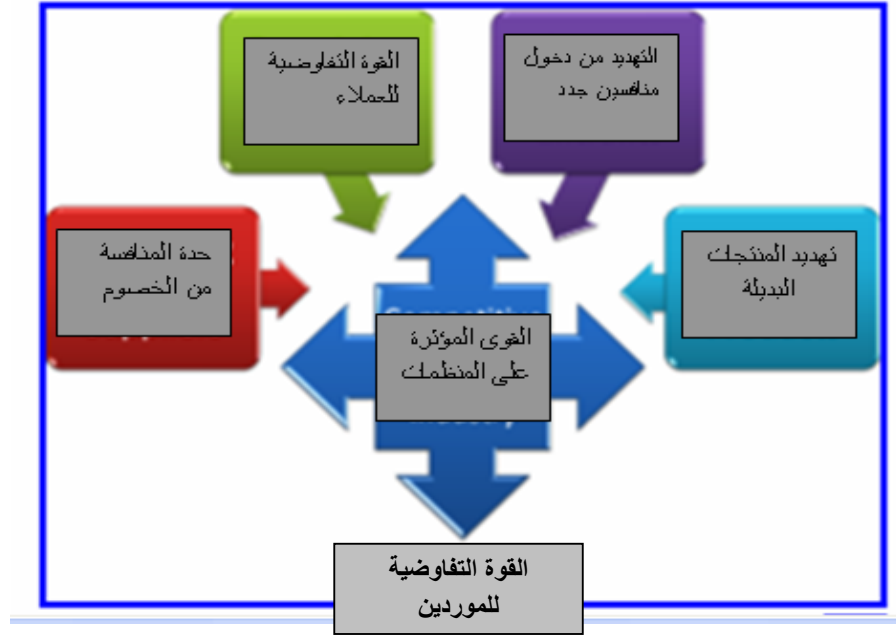 التهديد من دخول
منافسين جدد
القوة التفاوضية
للعملاء
تهديد المنتجات
البديلة
حدة المنافسة
من الخصوم
القوى المؤثرة
على المنظمات
القوة التفاوضية
للموردين